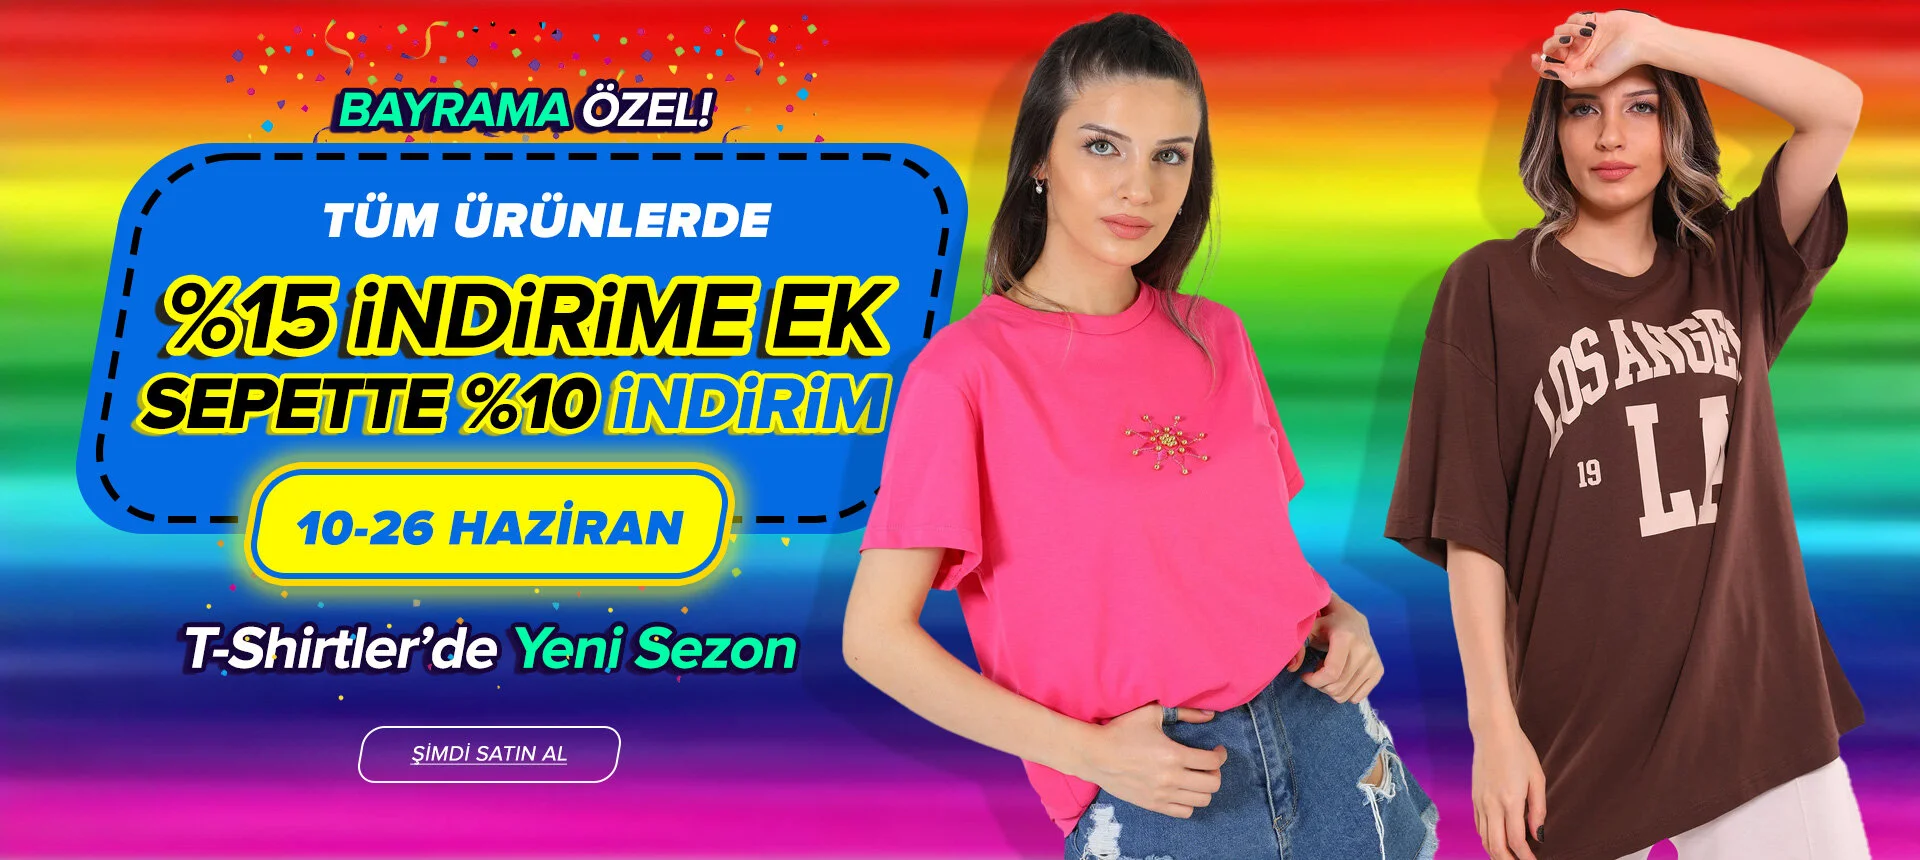 BAYRAMA ÖZEL!
TÜM ÜRÜNLERDE
%15 İNDİRİME EK
SEPETTE %10 İNDİRİM
10-26 HAZİRAN
T-Shirtler'de Yeni Sezon
ŞİMDİ SATIN AL
LOS ANGEL
19 LA